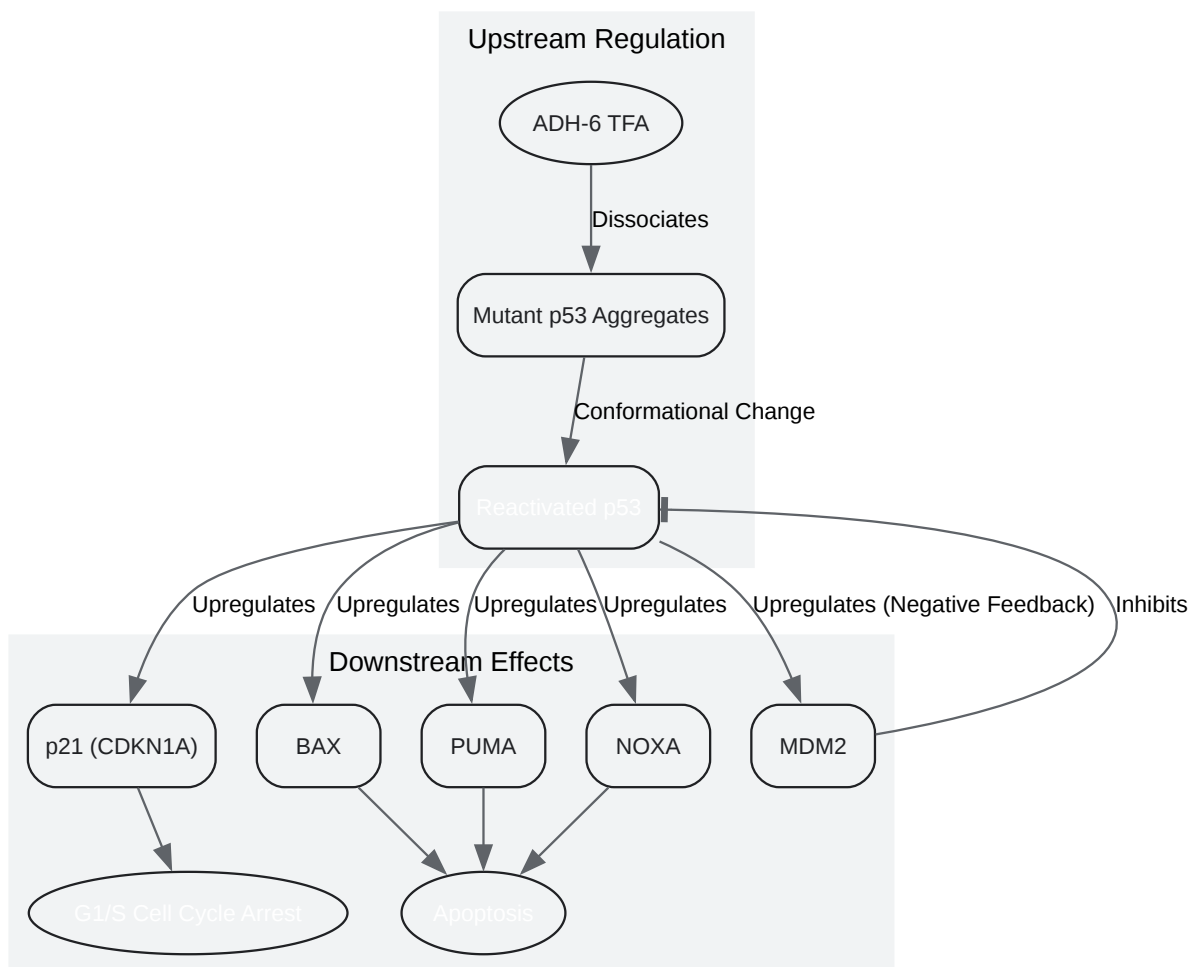 Upstream Regulation
ADH-6 TFA
Dissociates
Mutant p53 Aggregates
Conformational Change
Reactivated p53
Upregulates
Upregulates
Upregulates
Upregulates
Upregulates (Negative Feedback)
Inhibits
Downstream Effects
p21 (CDKN1A)
BAX
PUMA
NOXA
MDM2
G1/S Cell Cycle Arrest
Apoptosis